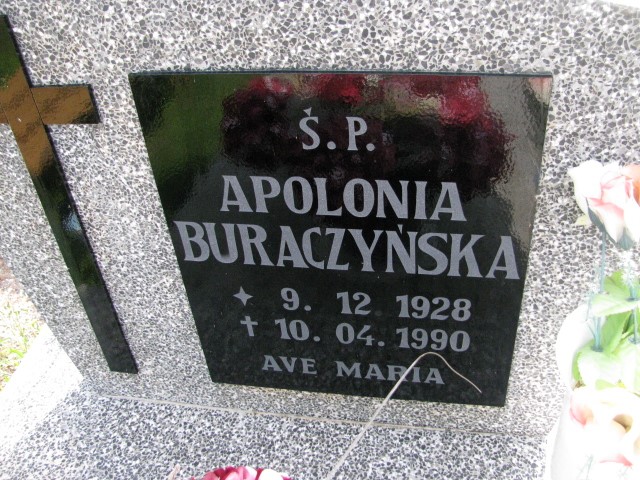 Ś.P.
APOLONIA
BURACZYŃSKA
✦ 9. 12. 1928
✝ 10. 04. 1990
AVE MARIA